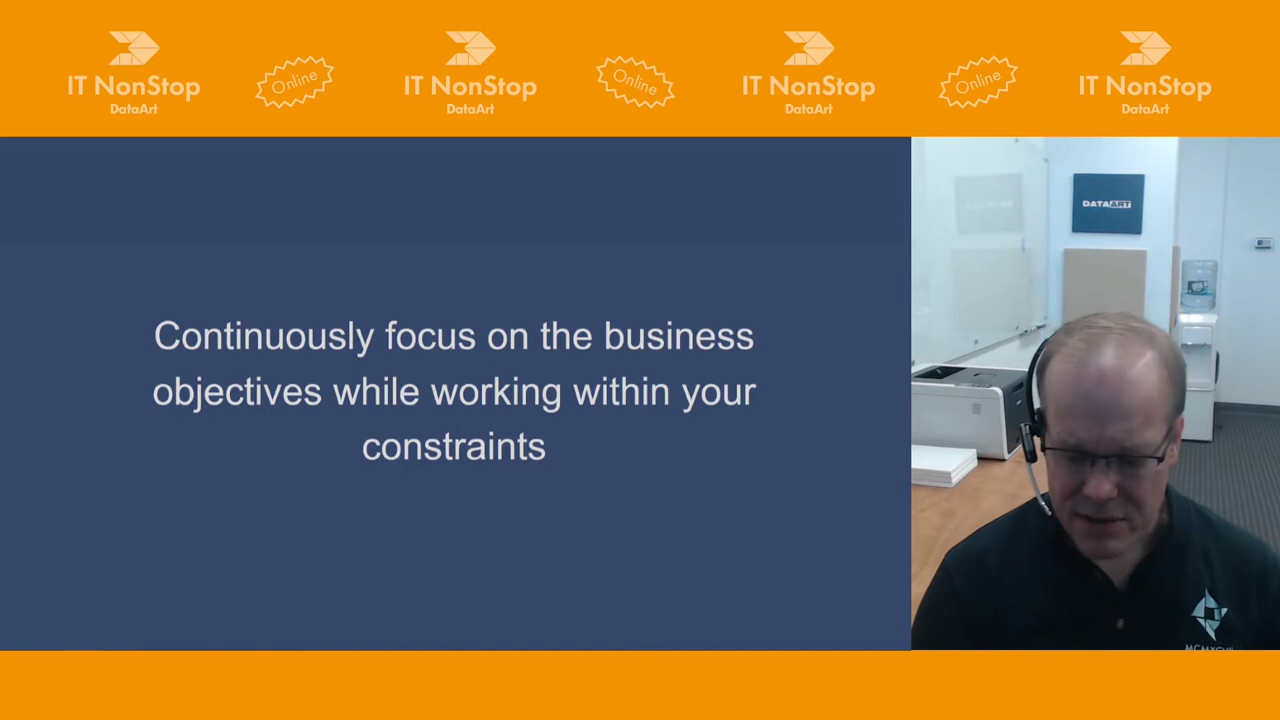 IT NonStop
DataArt
Online
IT NonStop
DataArt
Online
IT NonStop
DataArt
Online
IT NonStop
DataArt
Continuously focus on the business
objectives while working within your
constraints
DATAART